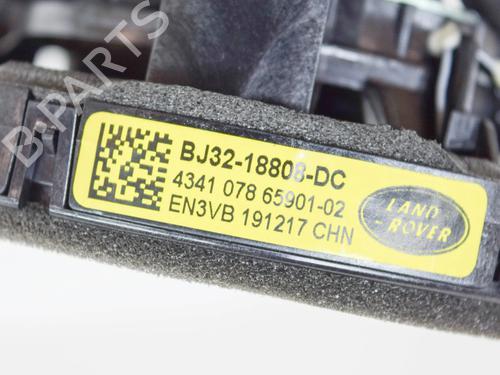 BJ32-18808-DC
4341 078 65901-02
EN3VB 191217 CHN
LAND
ROVER
B-PARTS